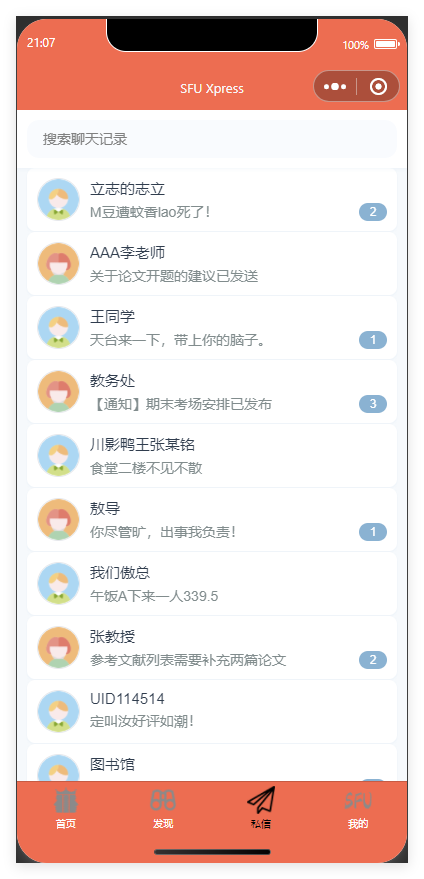 21:07
100%
SFU Xpress
搜索聊天记录
立志的志立
M豆遭蚊香lao死了!
2
AAA李老师
关于论文开题的建议已发送
王同学
天台来一下，带上你的脑子。
1
教务处
【通知】期末考场安排已发布
3
川影鸭王张某铭
食堂二楼不见不散
敖导
你尽管旷，出事我负责!
1
我们傲总
午饭A下来一人339.5
张教授
参考文献列表需要补充两篇论文
2
UID114514
定叫汝好评如潮!
图书馆
首页
发现
私信
SFU
我的